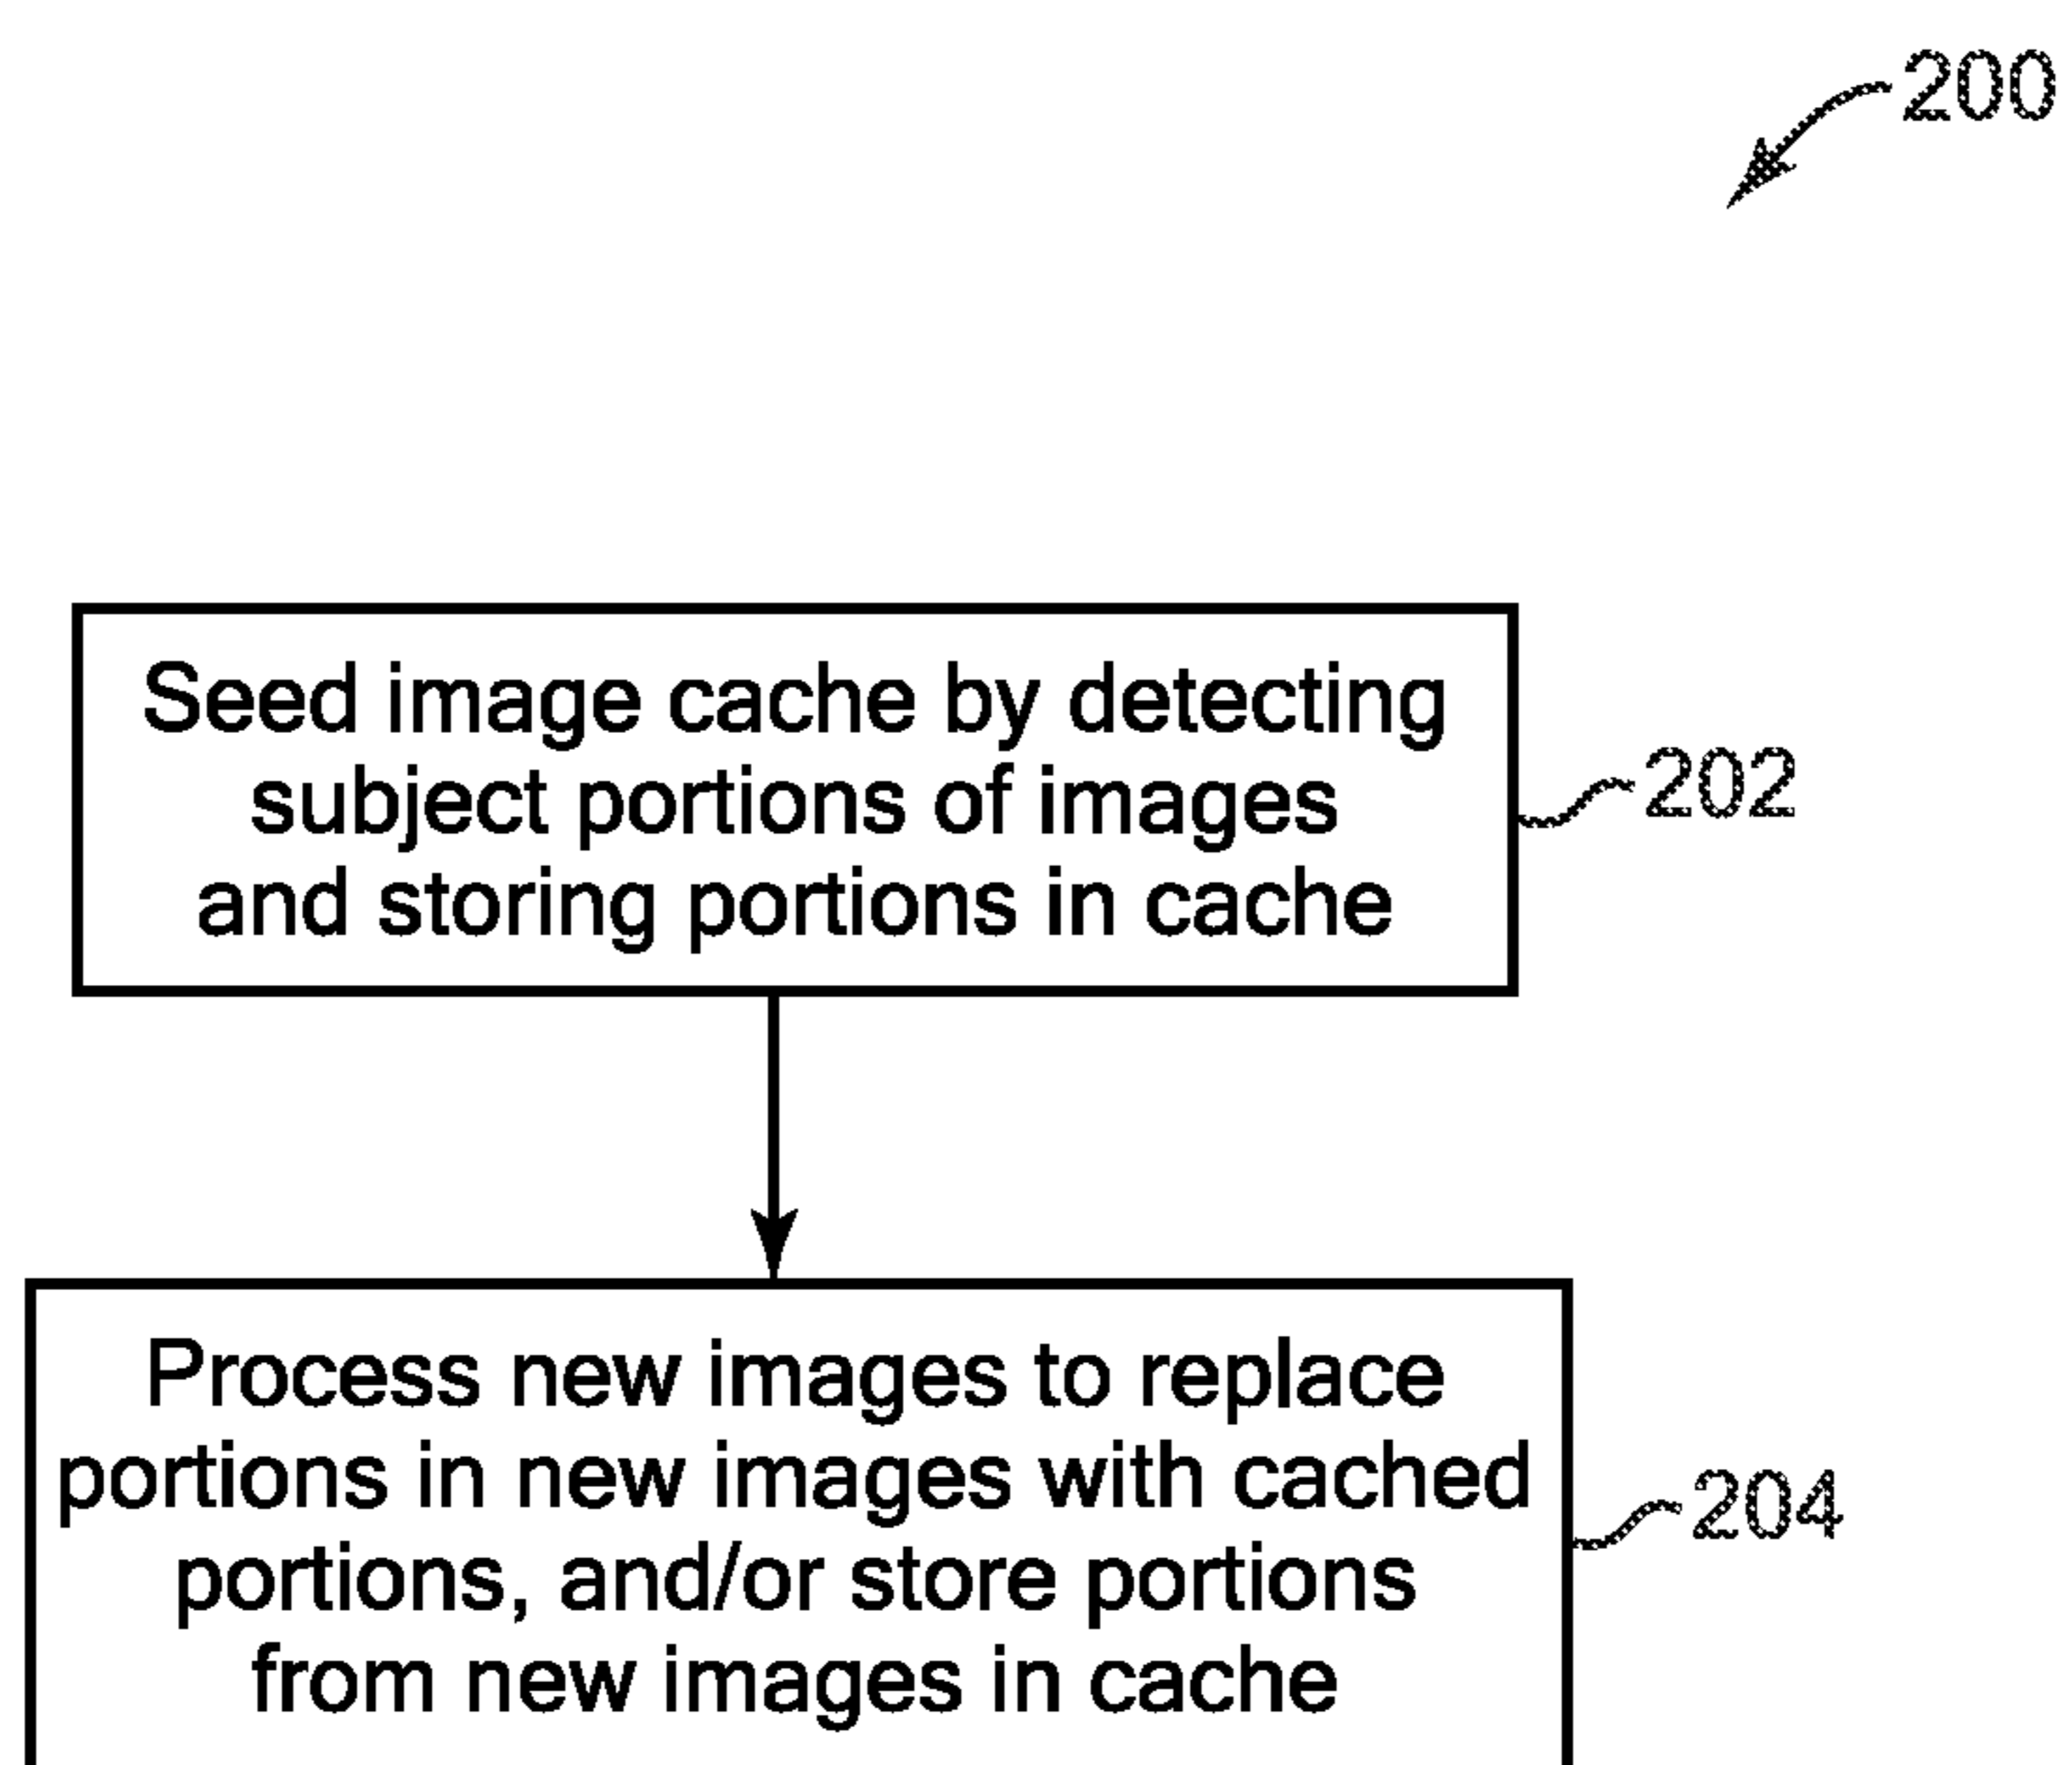 200
Seed image cache by detecting
subject portions of images
and storing portions in cache
202
Process new images to replace
portions in new images with cached
portions, and/or store portions
from new images in cache
204